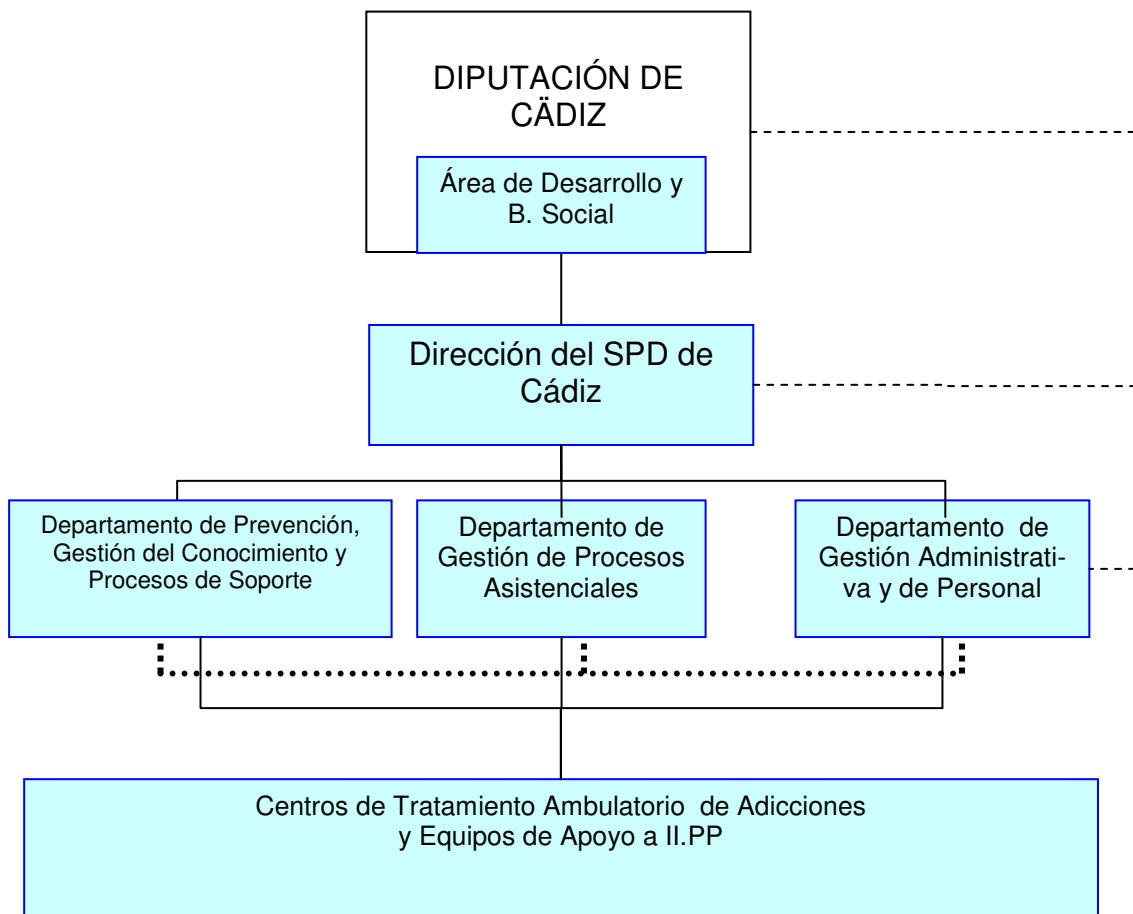 DIPUTACIÓN DE
CÄDIZ
Área de Desarrollo y
B. Social
Dirección del SPD de
Cádiz
Departamento de Prevención,
Gestión del Conocimiento y
Procesos de Soporte
Departamento de
Gestión de Procesos
Asistenciales
Departamento de
Gestión Administrati-
va y de Personal
Centros de Tratamiento Ambulatorio de Adicciones
y Equipos de Apoyo a II.PP